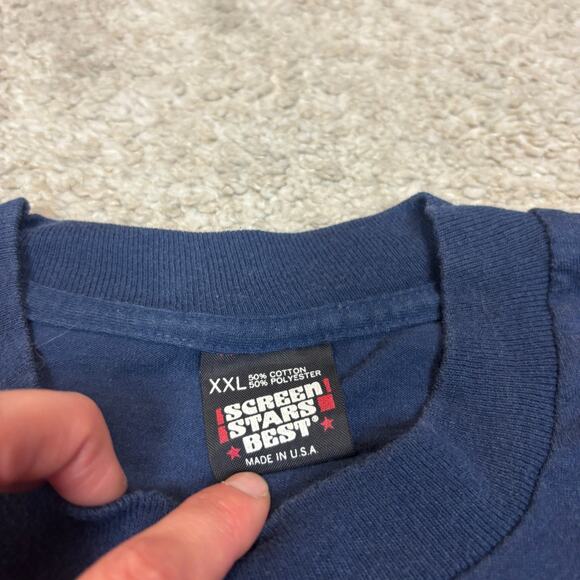 XXL 50% COTTON
50% POLYESTER
SCREEN
STARS
BEST®
MADE IN U.S.A.